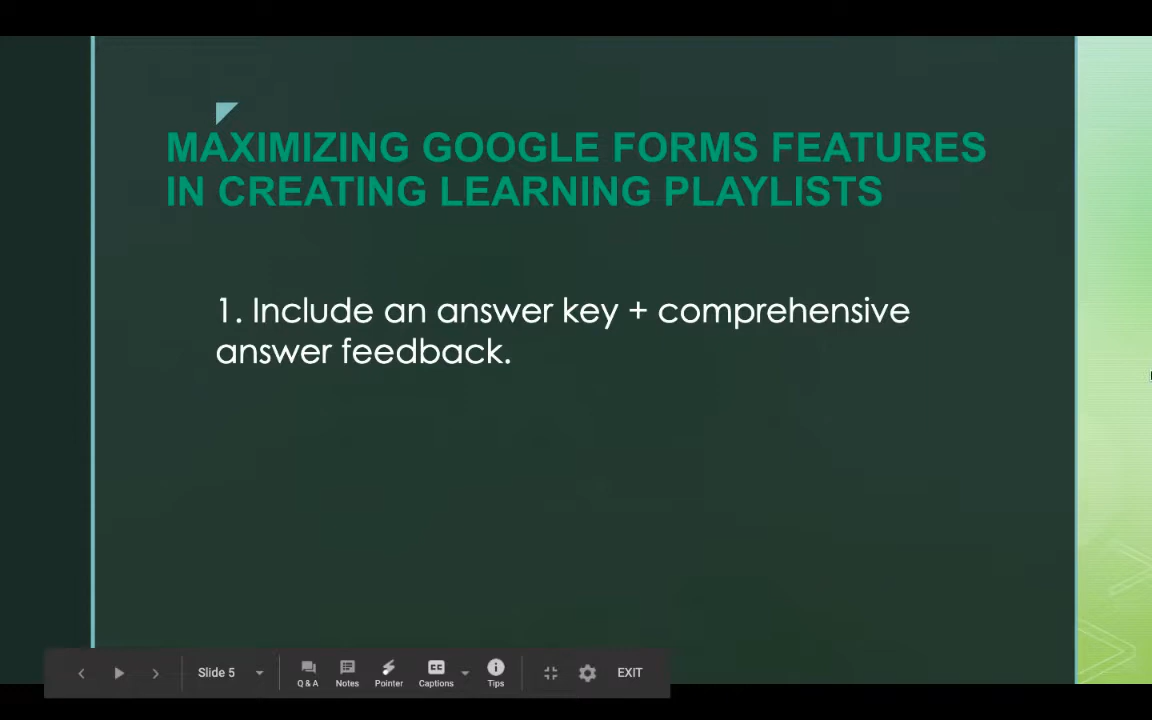 MAXIMIZING GOOGLE FORMS FEATURES
IN CREATING LEARNING PLAYLISTS
1. Include an answer key + comprehensive
answer feedback.
Slide 5
Q & A
Notes
Pointer
CC
Captions
Tips
EXIT